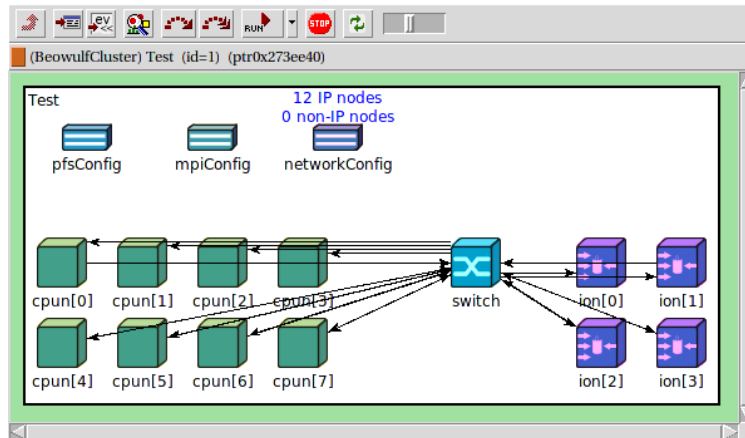 ev
<<
RUN
STOP
(BeowulfCluster) Test (id=1) (ptr0x273ee40)
Test
12 IP nodes
0 non-IP nodes
pfsConfig
mpiConfig
networkConfig
cpun[0]
cpun[1]
cpun[2]
cpun[3]
switch
ion[0]
ion[1]
cpun[4]
cpun[5]
cpun[6]
cpun[7]
ion[2]
ion[3]